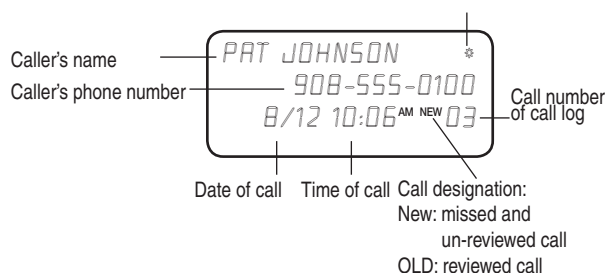 Caller's name
PAT JOHNSON
Caller's phone number
908-555-0100
8/12 10:06 AM NEW 03
Call number
of call log
Date of call
Time of call
Call designation:
New: missed and
un-reviewed call
OLD: reviewed call